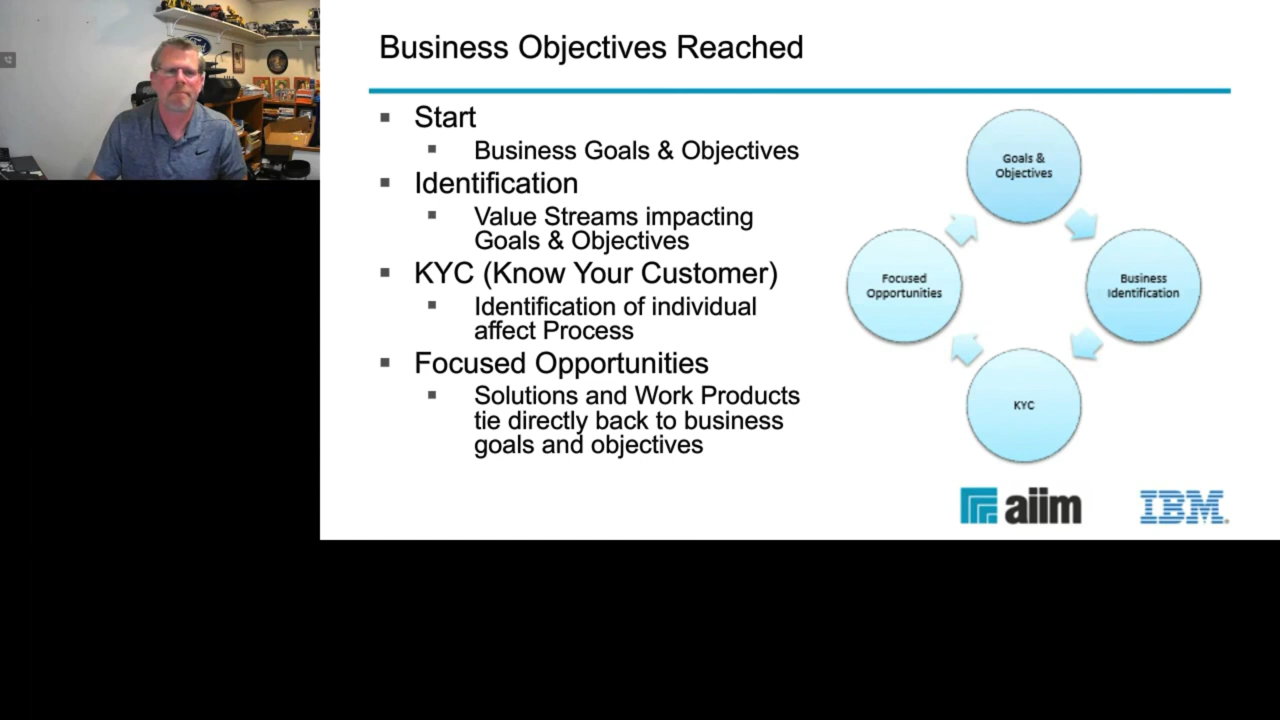 Ford
Business Objectives Reached
Start
Business Goals & Objectives
Identification
Value Streams impacting
Goals & Objectives
KYC (Know Your Customer)
Identification of individual
affect Process
Focused Opportunities
Solutions and Work Products
tie directly back to business
goals and objectives
Goals &
Objectives
Business
Identification
KYC
Focused
Opportunities
aiim
IBM